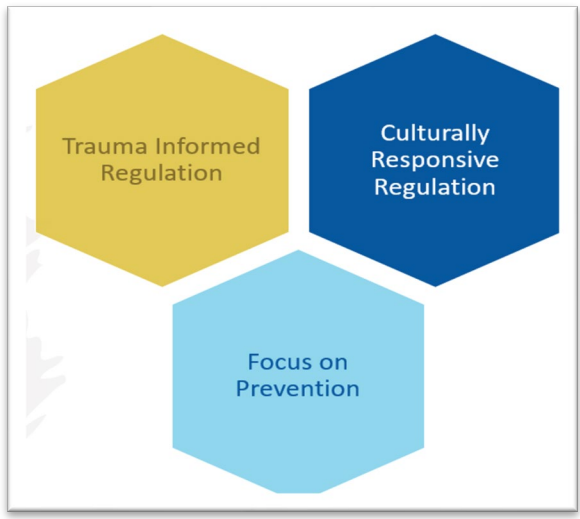 Trauma Informed
Regulation
Culturally
Responsive
Regulation
Focus on
Prevention